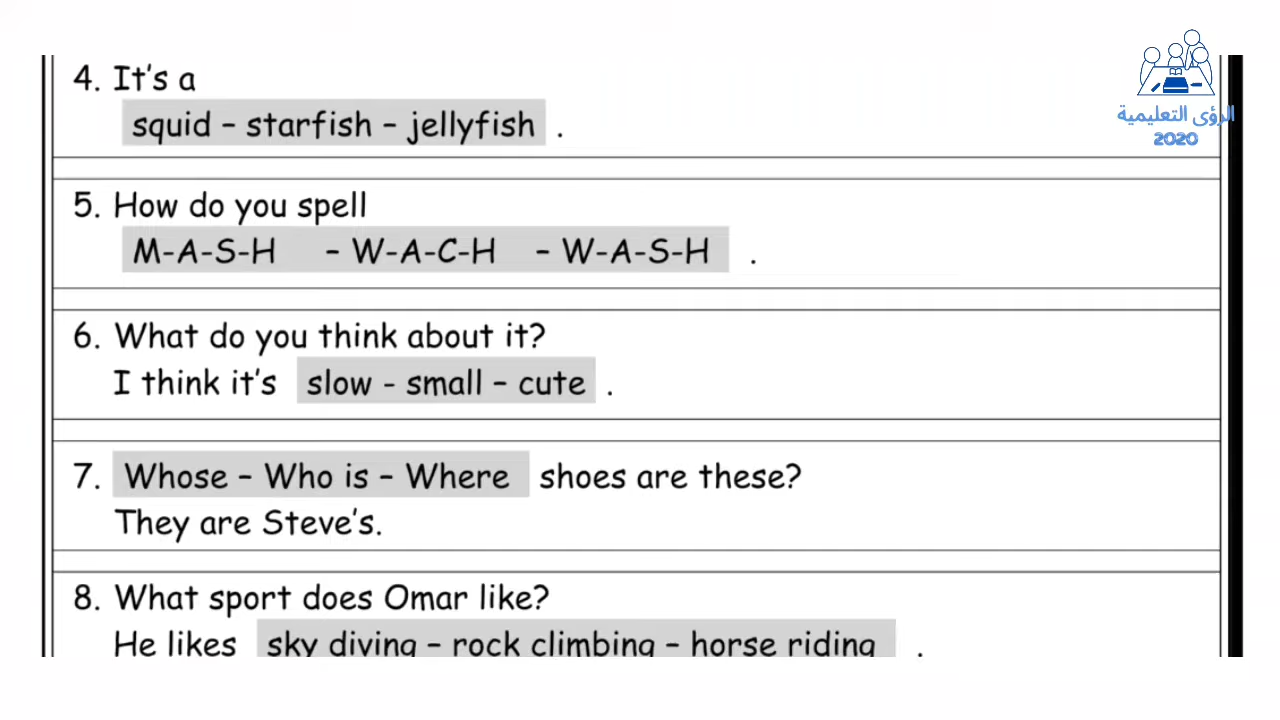 الرؤى التعليمية
2020
4. It's a
squid – starfish – jellyfish .
5. How do you spell
M-A-S-H – W-A-C-H – W-A-S-H .
6. What do you think about it?
I think it's slow - small – cute .
7. Whose – Who is – Where shoes are these?
They are Steve's.
8. What sport does Omar like?
He likes sky diving – rock climbing – horse riding .